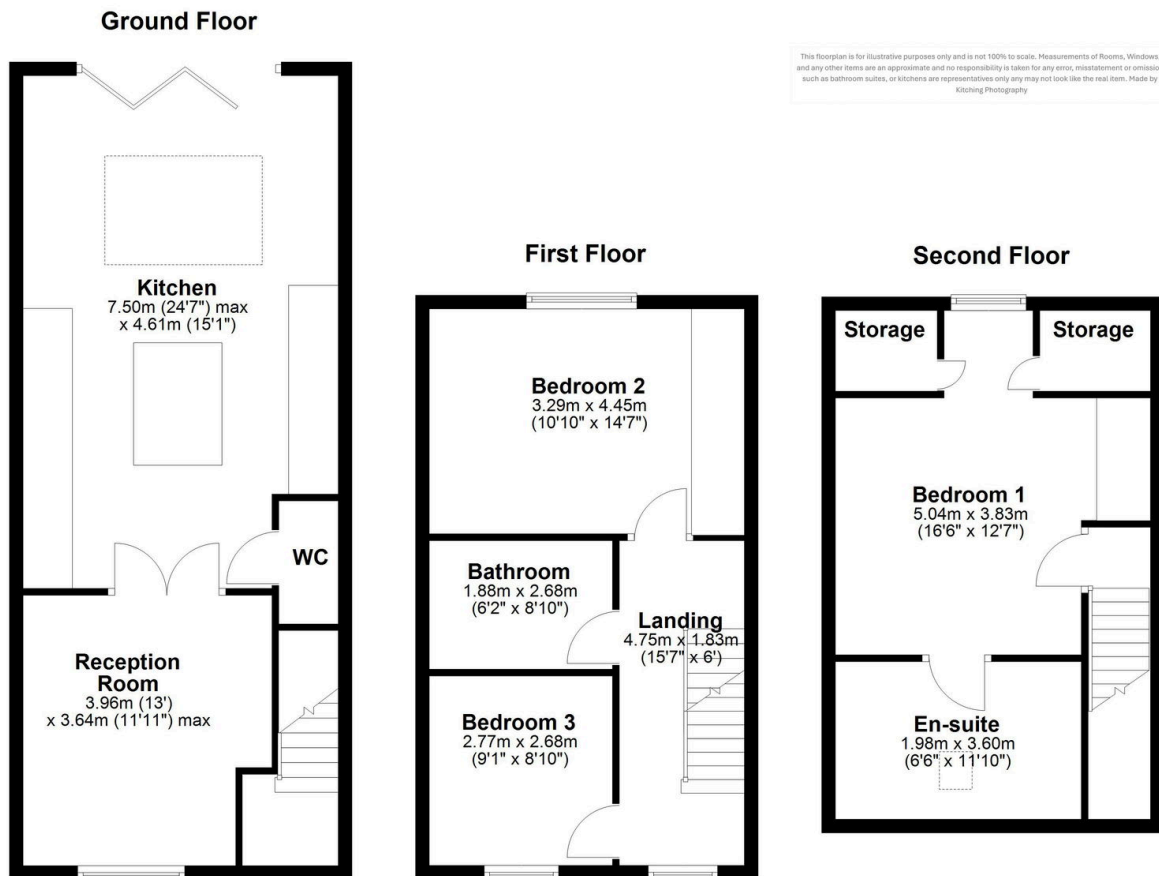 Ground Floor
This floorplan is for illustrative purposes only and is not 100% to scale. Measurements of Rooms, Windows
and any other items are an approximate and no responsibility is taken for any error, misstatement or omissio
such as bathroom suites, or kitchens are representatives only any may not look like the real item. Made by
Kitching Photography
Kitchen
7.50m (24'7") max
x 4.61m (15'1")
WC
Reception
Room
3.96m (13')
x 3.64m (11'11") max
First Floor
Bedroom 2
3.29m x 4.45m
(10'10" x 14'7")
Bathroom
1.88m x 2.68m
(6'2" x 8'10")
Landing
4.75m x 1.83m
(15'7" x 6')
Bedroom 3
2.77m x 2.68m
(9'1" x 8'10")
Second Floor
Storage
Storage
Bedroom 1
5.04m x 3.83m
(16'6" x 12'7")
En-suite
1.98m x 3.60m
(6'6" x 11'10")